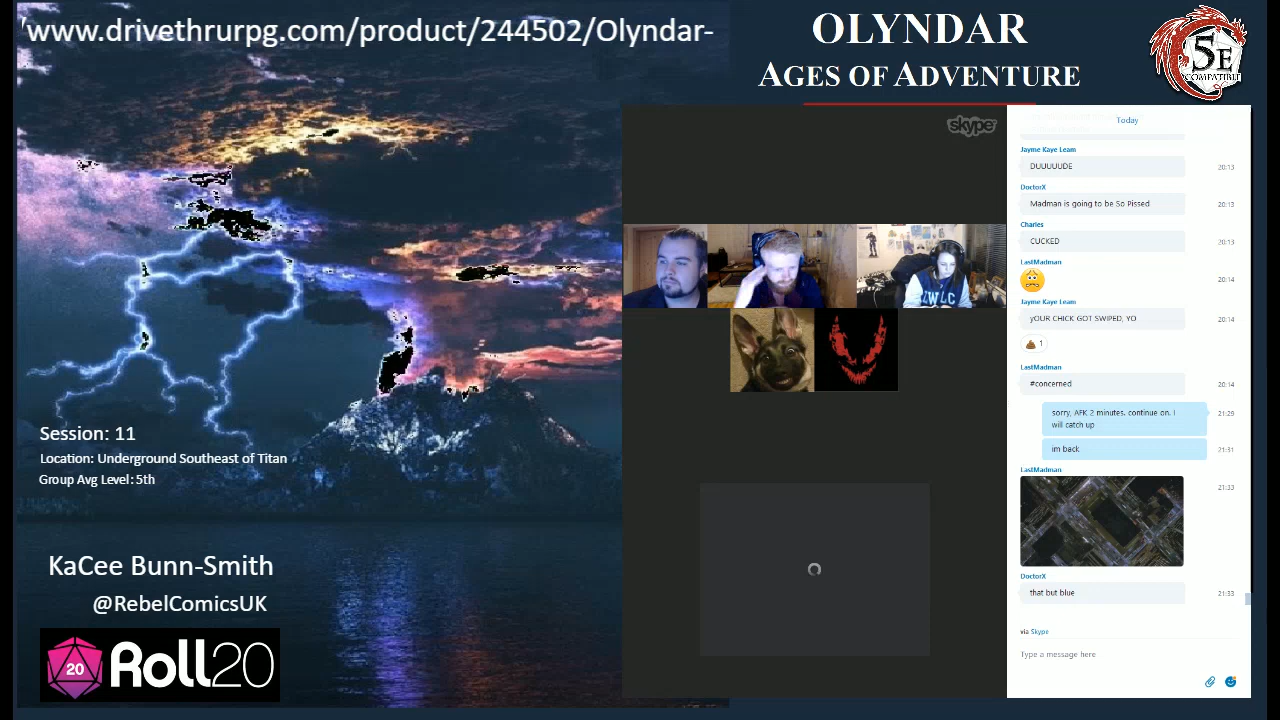 'www.drivethrurpg.com/product/244502/Olyndar-
OLYNDAR
AGES OF ADVENTURE
5E
COMPATIBLE
skype
Today
Jayme Kaye Leam
DUUUUUDE
20:13
DoctorX
Madman is going to be So Pissed
20:13
Charles
CUCKED
20:13
LastMadman
20:14
Jayme Kaye Leam
yOUR CHICK GOT SWIPED, YO
20:14
1
LastMadman
#concerned
20:14
sorry, AFK 2 minutes. continue on. I
will catch up
21:29
im back
21:31
LastMadman
21:33
DoctorX
that but blue
21:33
via Skype
Type a message here
Session: 11
Location: Underground Southeast of Titan
Group Avg Level: 5th
KaCee Bunn-Smith
@RebelComicsUK
20
Roll20